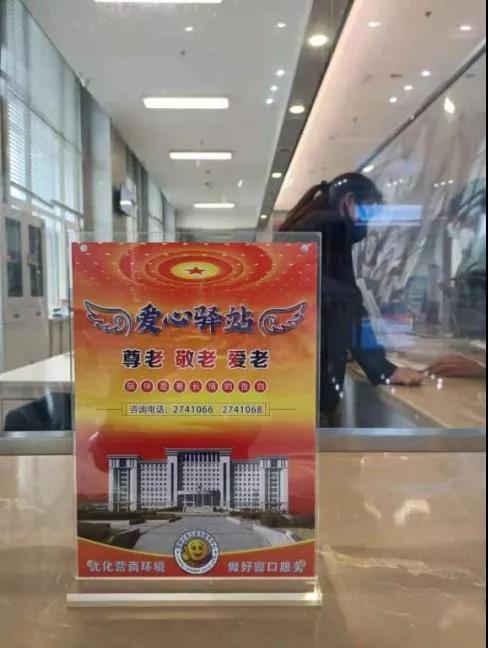 爱心驿站
尊老 敬老 爱老
陪伴是最长情的告白
咨询电话：2741066 2741068
优化营商环境 做好窗口服务